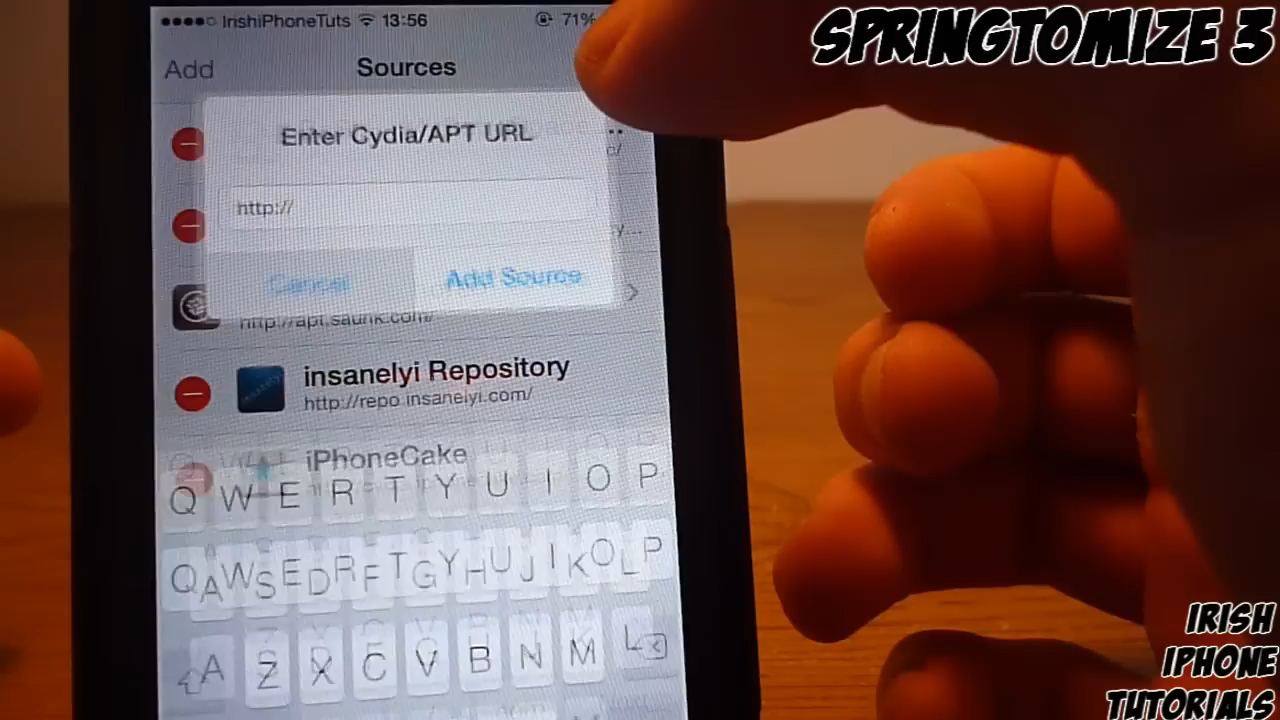 SPRINGTOMIZE 3
IrishiPhoneTuts 13:56 71%
Add Sources
Enter Cydia/APT URL
http://
Cancel Add Source
http://apt.saurik.com/
insanelyi Repository
http://repo.insanelyi.com/
iPhoneCake
Q W E R T Y U I O P
Q W E R T Y U I O P
A S D F G H J K L
A Z X C V B N M
IRISH
IPHONE
TUTORIALS